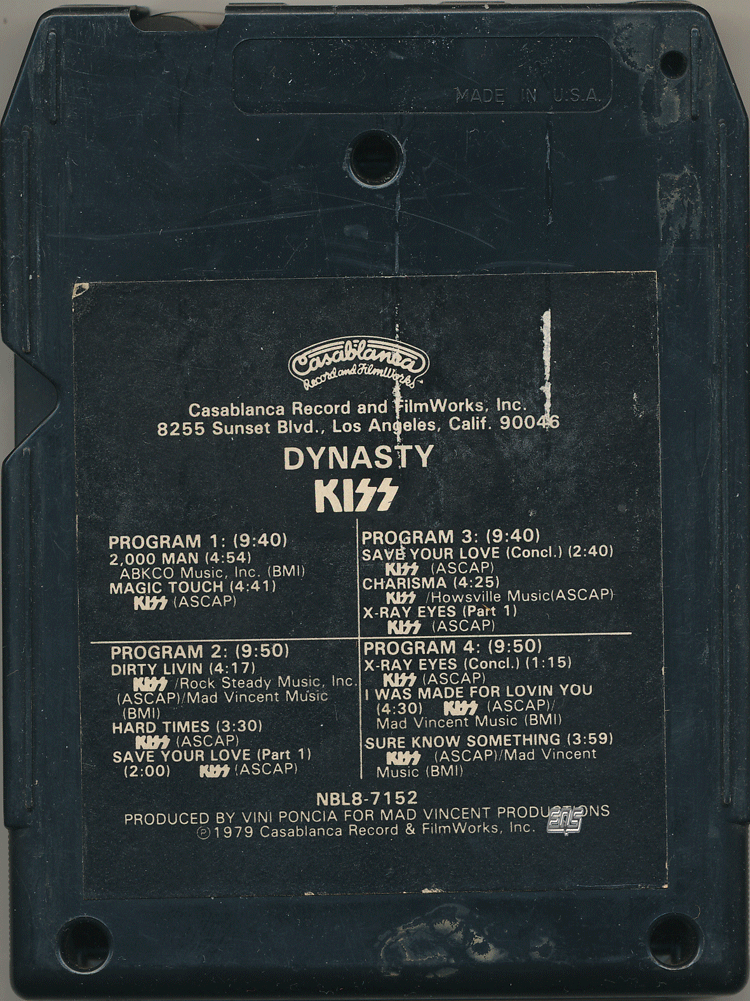 MADE IN U.S.A.
Casablanca
Record and FilmWorks
Casablanca Record and FilmWorks, Inc.
8255 Sunset Blvd., Los Angeles, Calif. 90046
DYNASTY
KISS
PROGRAM 1: (9:40)
2,000 MAN (4:54)
ABKCO Music, Inc. (BMI)
MAGIC TOUCH (4:41)
KISS (ASCAP)
PROGRAM 2: (9:50)
DIRTY LIVIN (4:17)
KISS /Rock Steady Music, Inc.
(ASCAP)/Mad Vincent Music
(BMI)
HARD TIMES (3:30)
KISS (ASCAP)
SAVE YOUR LOVE (Part 1)
(2:00) KISS (ASCAP)
PROGRAM 3: (9:40)
SAVE YOUR LOVE (Concl.) (2:40)
KISS (ASCAP)
CHARISMA (4:25)
KISS /Howsville Music(ASCAP)
X-RAY EYES (Part 1)
KISS (ASCAP)
PROGRAM 4: (9:50)
X-RAY EYES (Concl.) (1:15)
KISS (ASCAP)
I WAS MADE FOR LOVIN YOU
(4:30) KISS (ASCAP)/
Mad Vincent Music (BMI)
SURE KNOW SOMETHING (3:59)
KISS (ASCAP)/Mad Vincent
Music (BMI)
NBL8-7152
PRODUCED BY VINI PONCIA FOR MAD VINCENT PRODUCTIONS
℗1979 Casablanca Record & FilmWorks, Inc.